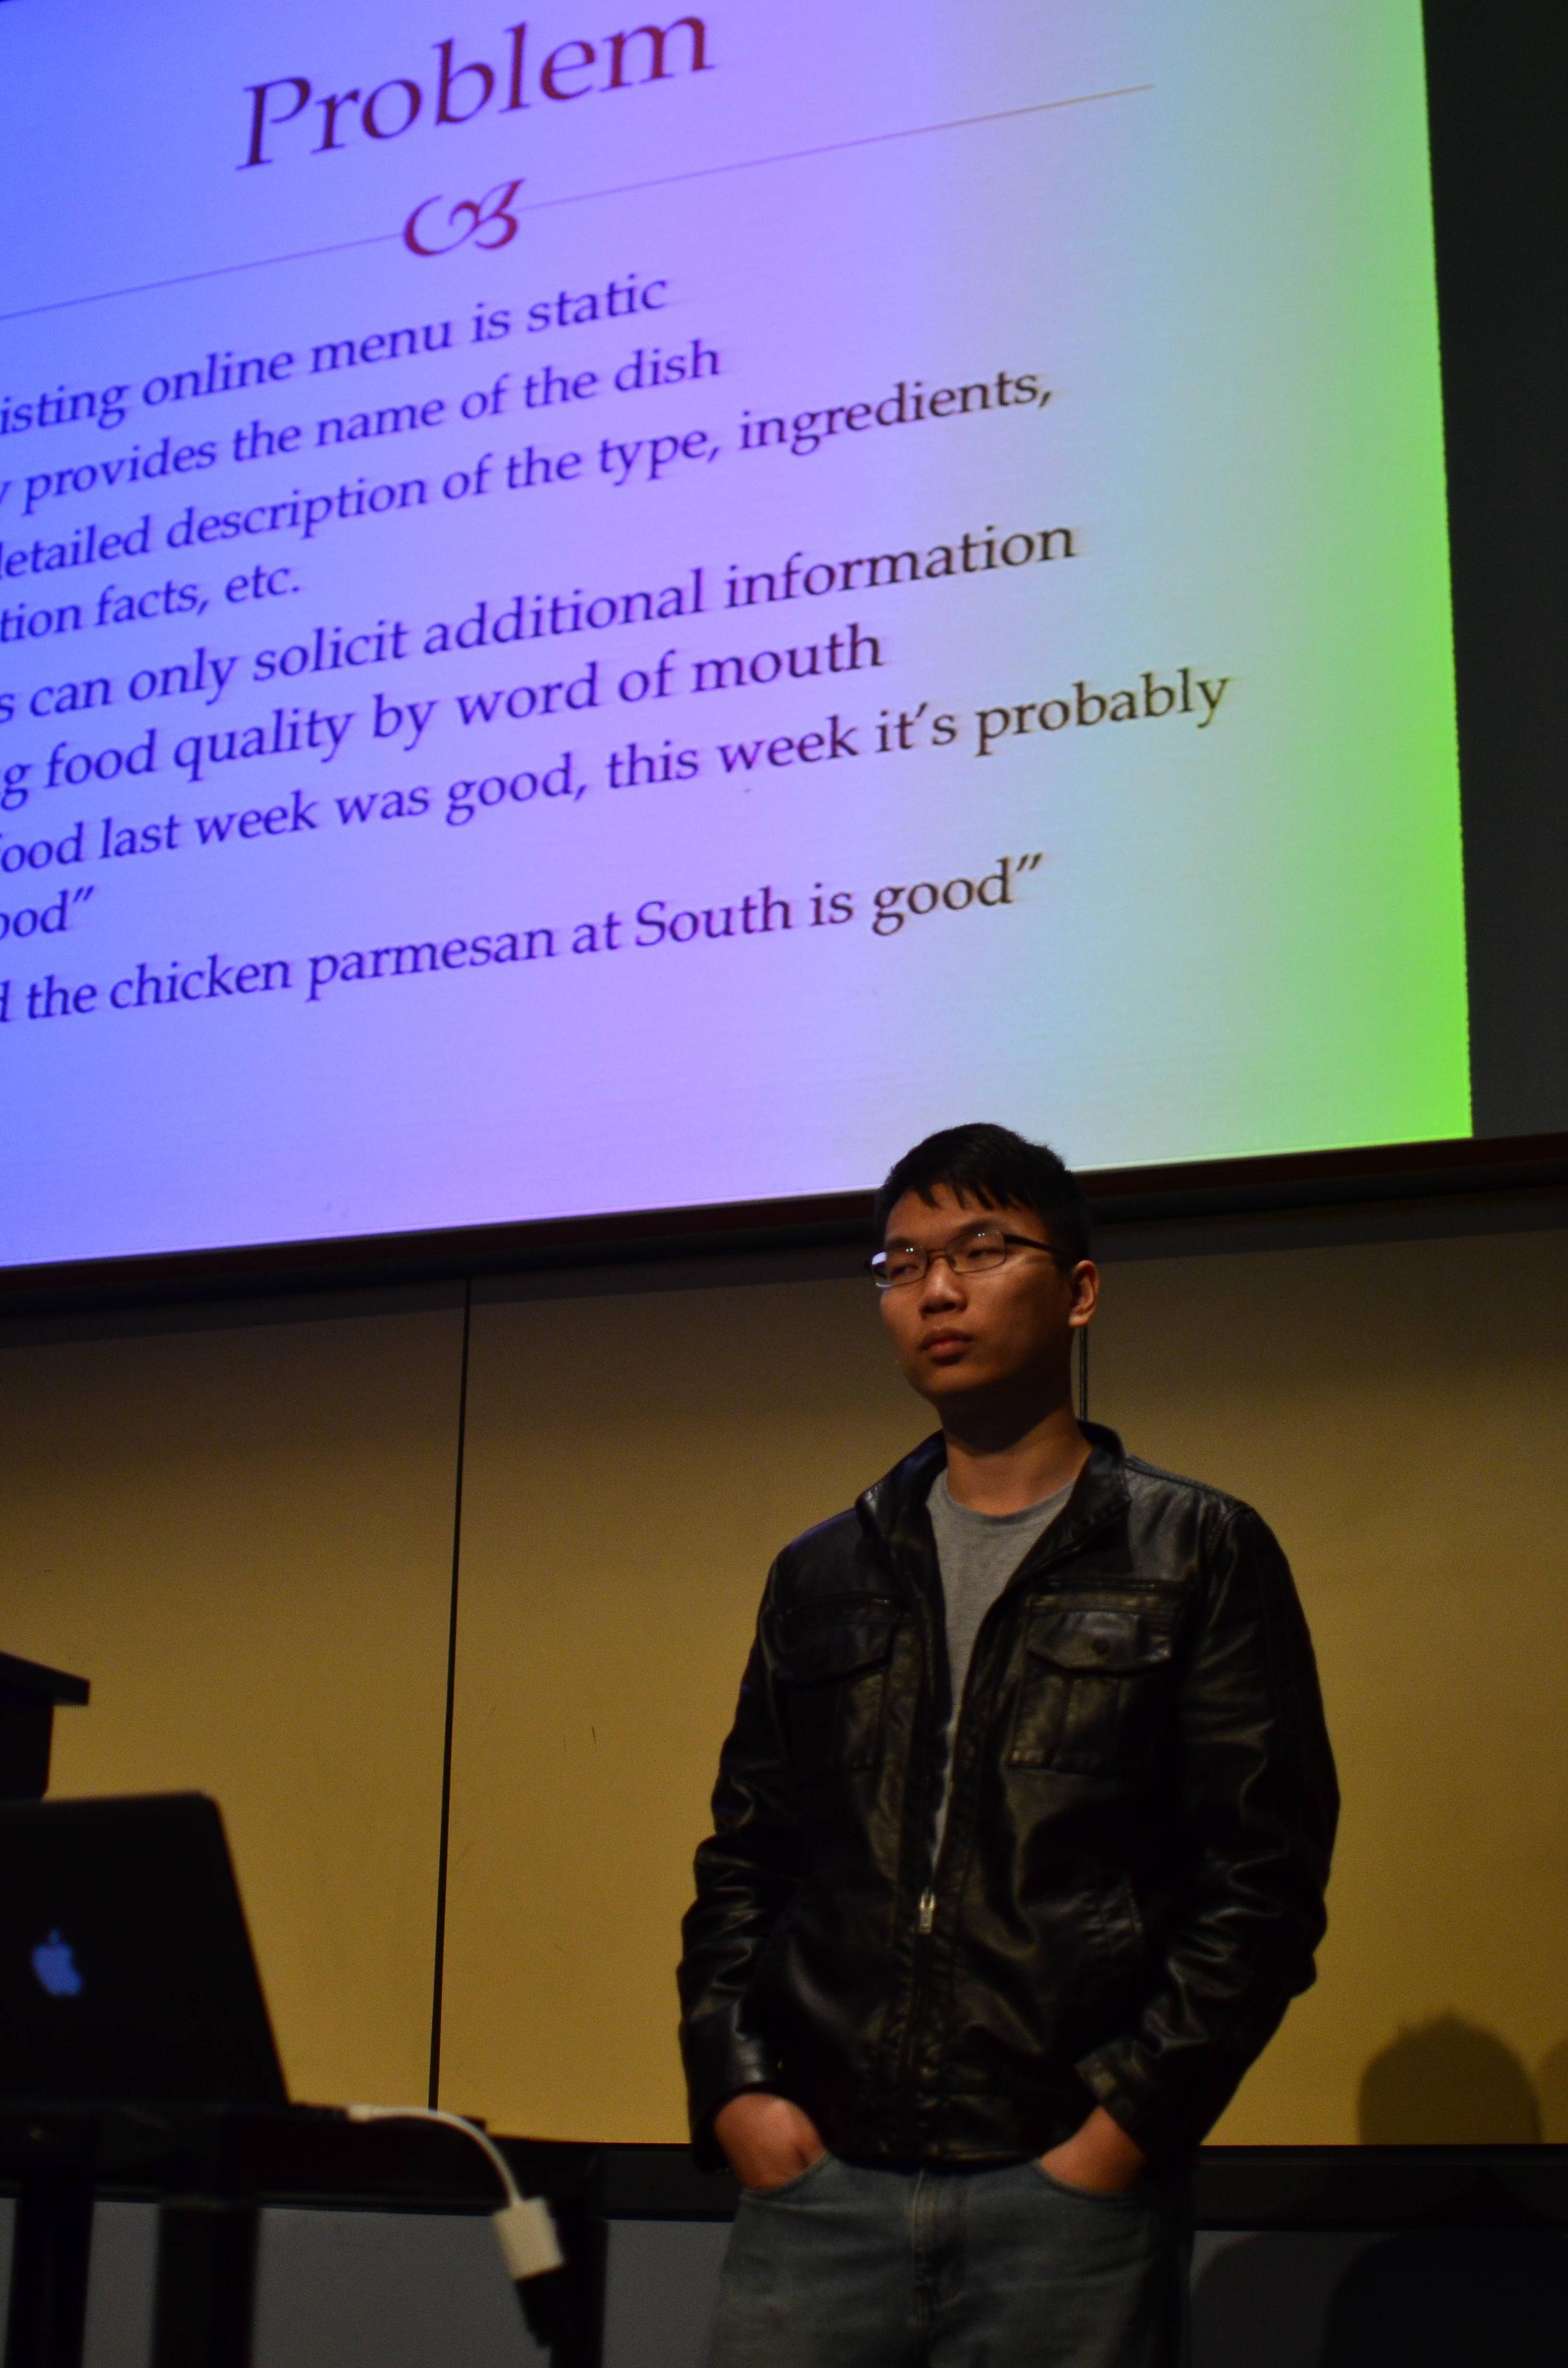 Problem
isting online menu is static
y provides the name of the dish
detailed description of the type, ingredients,
tion facts, etc.
s can only solicit additional information
g food quality by word of mouth
food last week was good, this week it's probably
ood"
d the chicken parmesan at South is good"